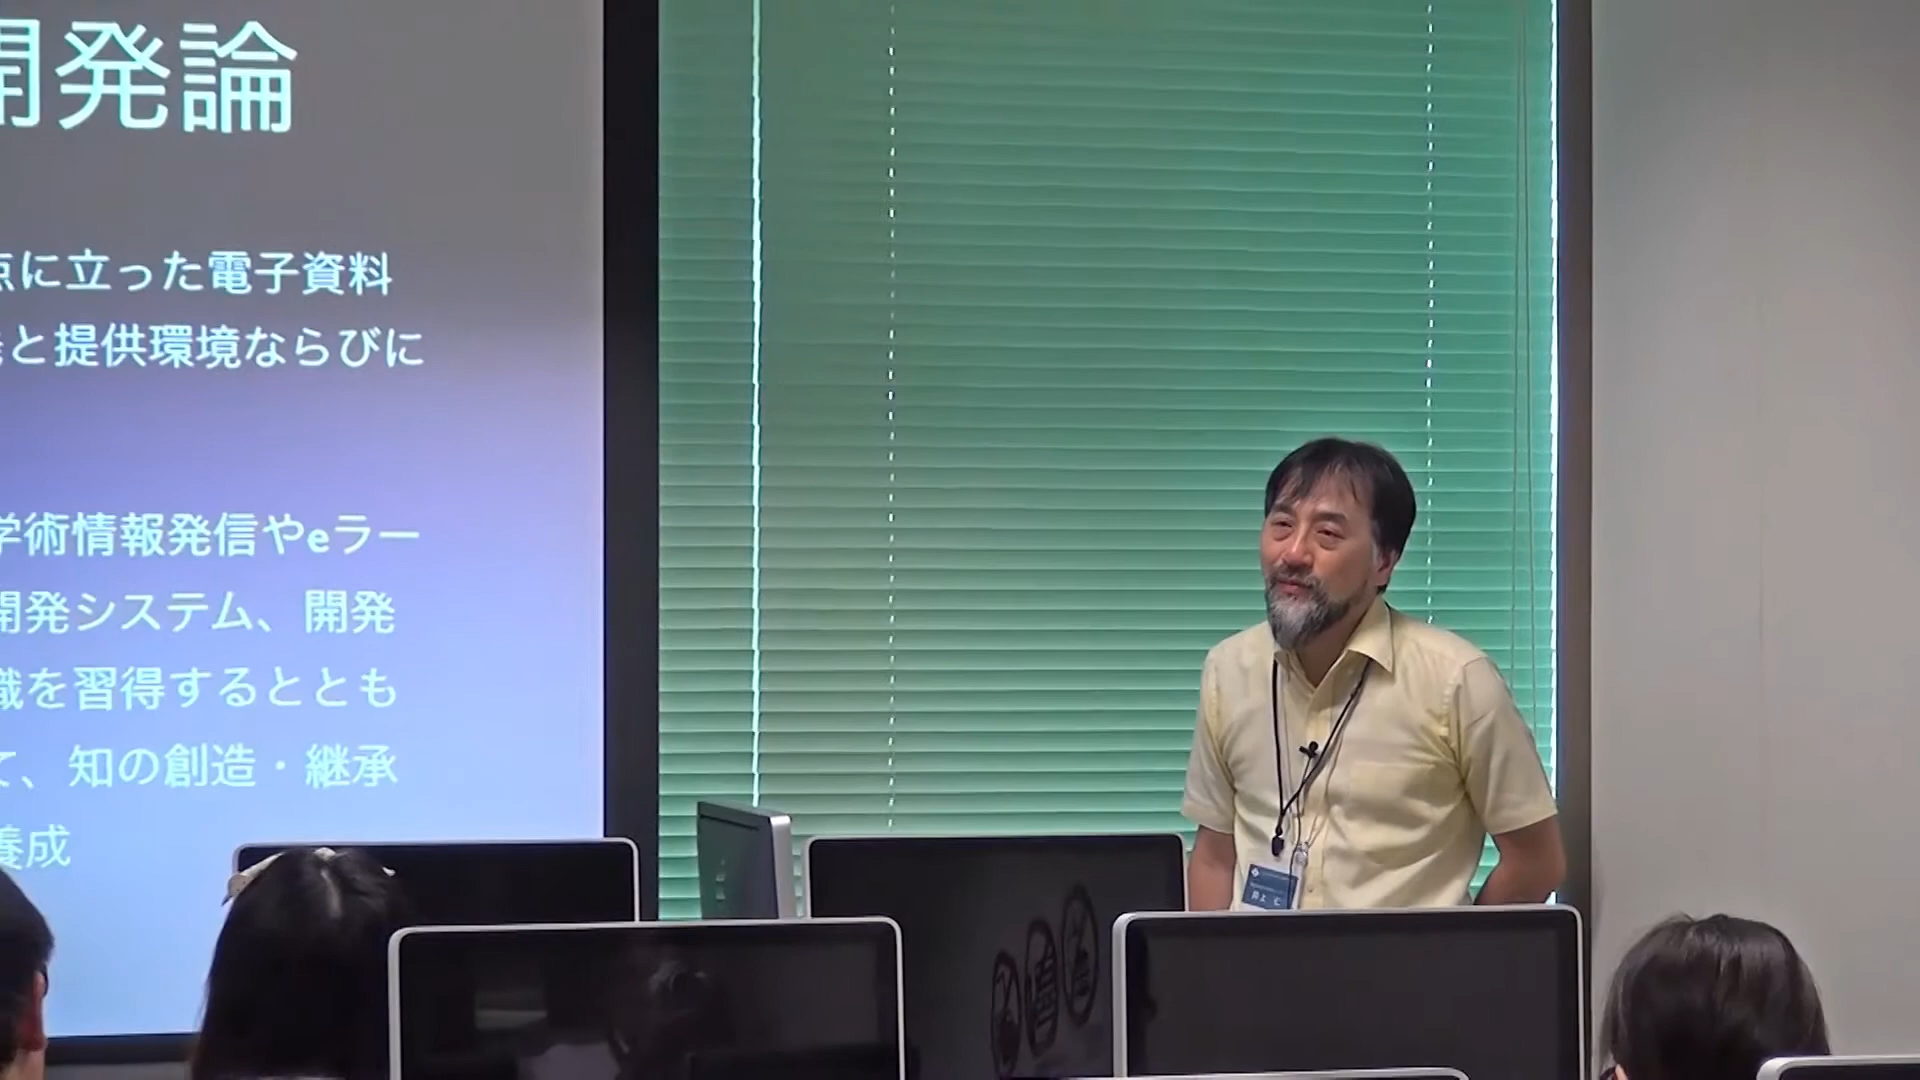 開発論
点に立った電子資料
と提供環境ならびに
学術情報発信やeラー
開発システム、開発
識を習得するととも
て、知の創造・継承
養成